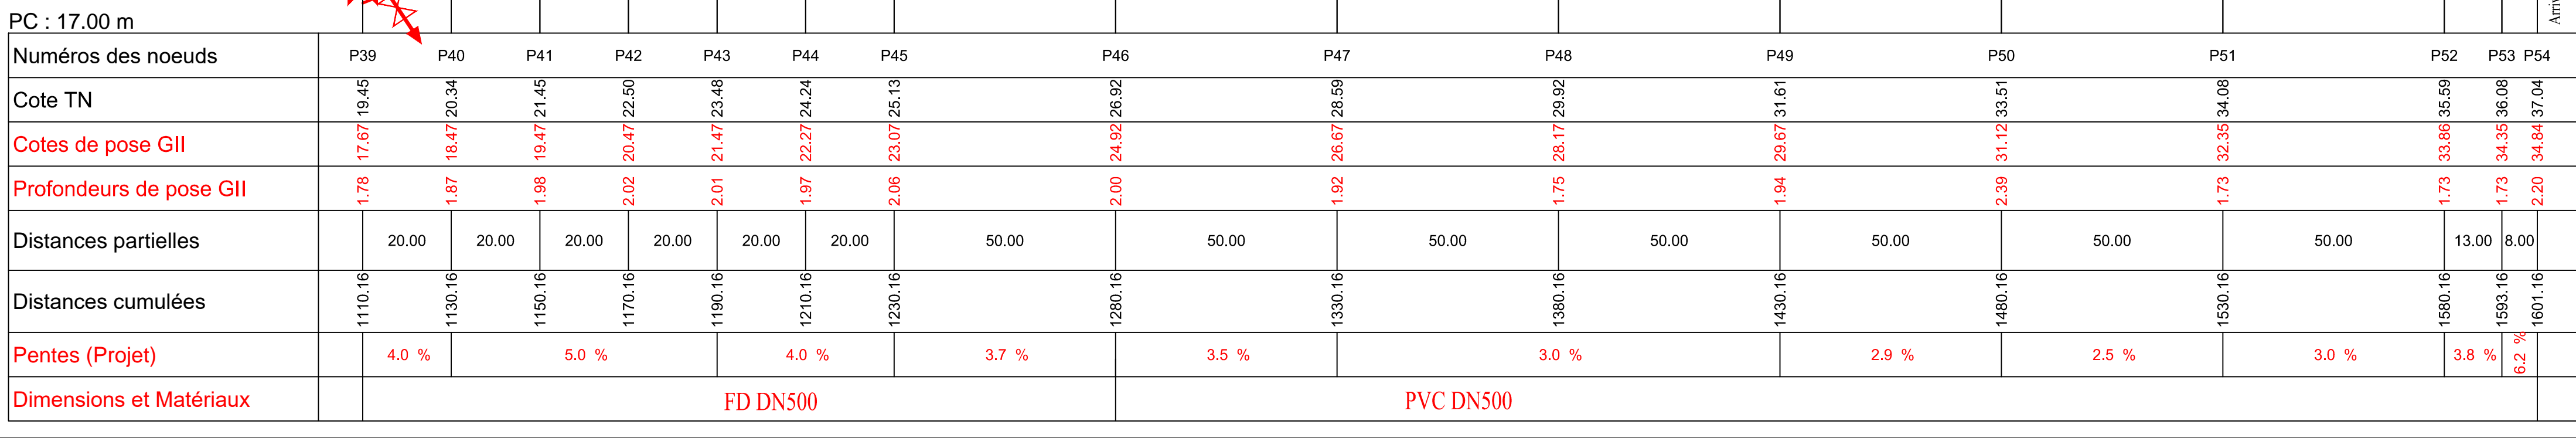 PC : 17.00 m
Arriv
Numéros des noeuds P39 P40 P41 P42 P43 P44 P45 P46 P47 P48 P49 P50 P51 P52 P53 P54
Cote TN 19.45 20.34 21.45 22.50 23.48 24.24 25.13 26.92 28.59 29.92 31.61 33.51 34.08 35.59 36.08 37.04
Cotes de pose GII 17.67 18.47 19.47 20.47 21.47 22.27 23.07 24.92 26.67 28.17 29.67 31.12 32.35 33.86 34.35 34.84
Profondeurs de pose GII 1.78 1.87 1.98 2.02 2.01 1.97 2.06 2.00 1.92 1.75 1.94 2.39 1.73 1.73 1.73 2.20
Distances partielles 20.00 20.00 20.00 20.00 20.00 20.00 50.00 50.00 50.00 50.00 50.00 50.00 50.00 13.00 8.00
Distances cumulées 1110.16 1130.16 1150.16 1170.16 1190.16 1210.16 1230.16 1280.16 1330.16 1380.16 1430.16 1480.16 1530.16 1580.16 1593.16 1601.16
Pentes (Projet) 4.0 % 5.0 % 4.0 % 3.7 % 3.5 % 3.0 % 2.9 % 2.5 % 3.0 % 3.8 % 6.2 %
Dimensions et Matériaux FD DN500 PVC DN500